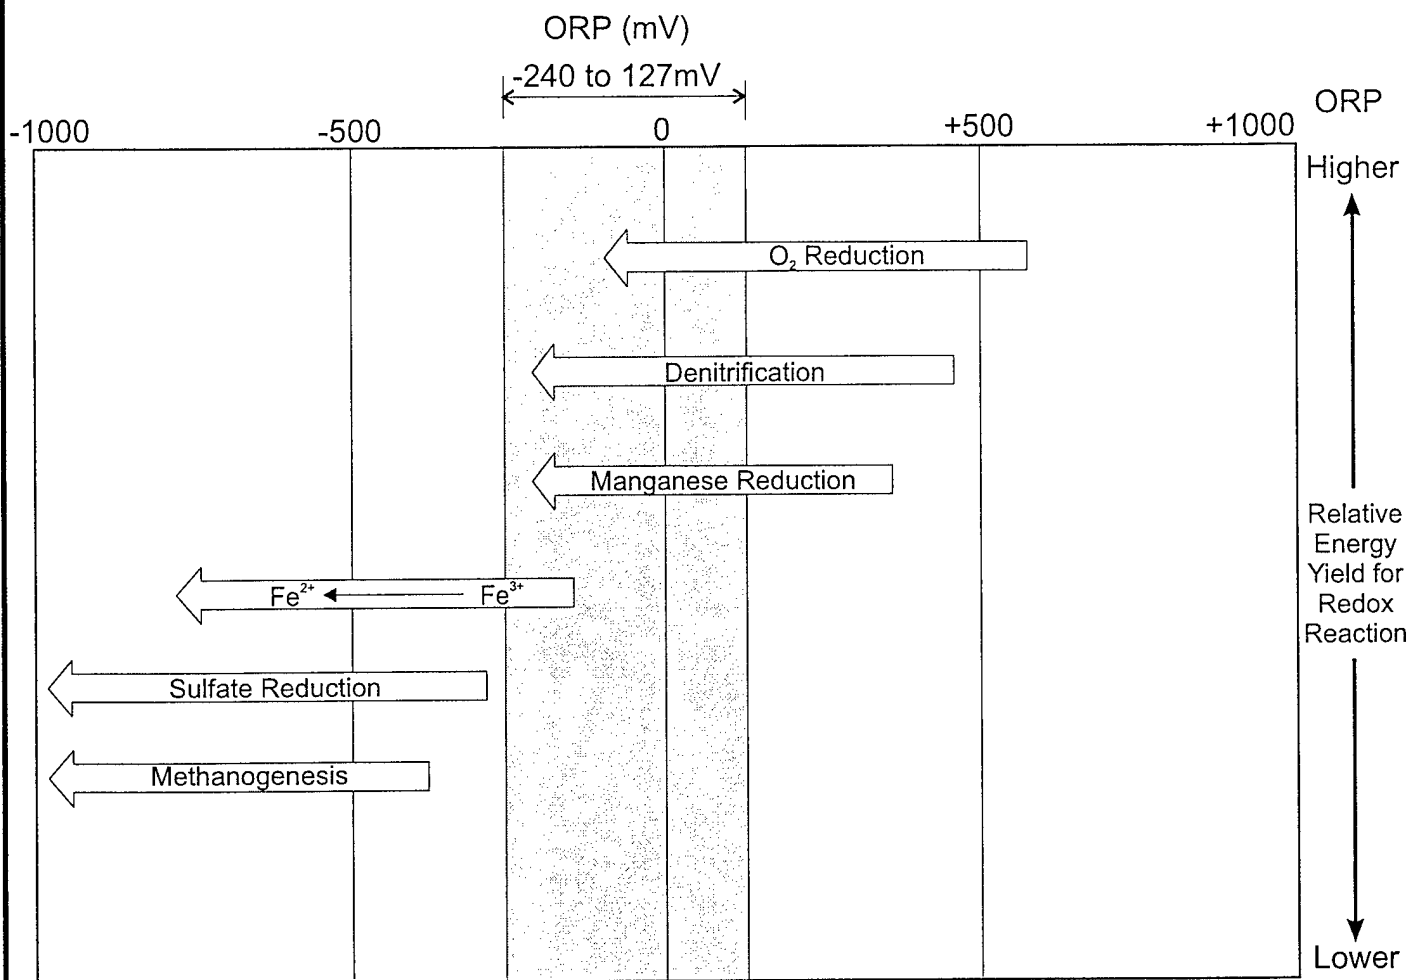 ORP (mV)
-240 to 127mV
ORP
-1000 -500 0 +500 +1000
Higher
O₂ Reduction
Denitrification
Manganese Reduction
Relative
Energy
Yield for
Redox
Reaction
Fe²⁺ Fe³⁺
Sulfate Reduction
Methanogenesis
Lower